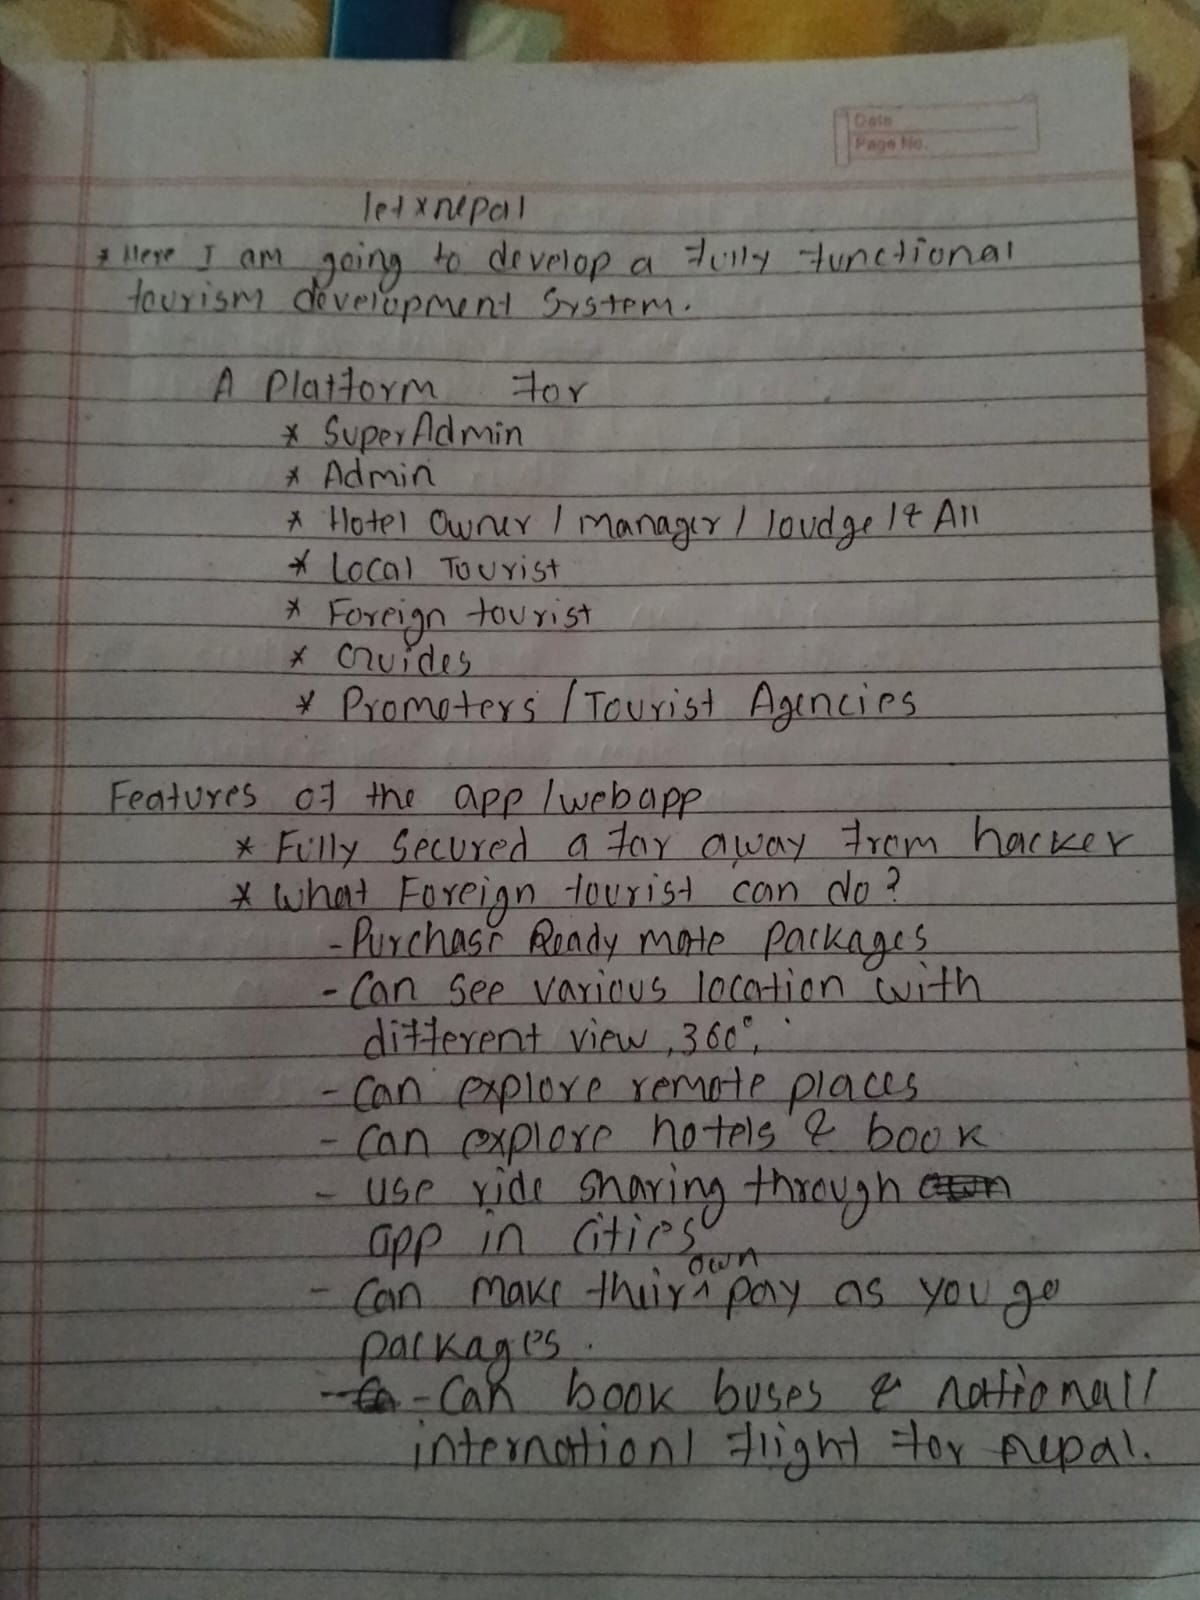 Date
Page No.
letxnepal
* Here I am going to develop a fully functional
tourism development System.
A Platform for
* SuperAdmin
* Admin
* Hotel Owner / manager / loudge / & All
* Local Tourist
* Foreign tourist
* Guides
* Promoters / Tourist Agencies
Features of the app / webapp
* Fully Secured a far away from hacker
* What Foreign tourist can do?
- Purchase Ready mate packages
- Can see various location with
different view, 360°,
- Can explore remote places
- Can explore hotels & book
- use ride sharing through own
app in cities
- Can make their own pay as you go
packages.
- Can book buses & national /
internationl flight for nepal.